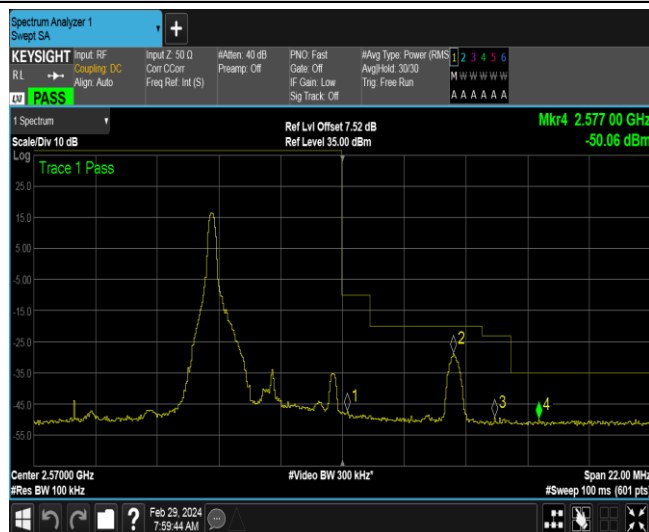 Spectrum Analyzer 1
Swept SA
+
KEYSIGHT
RL
LXI PASS
Input: RF
Coupling: DC
Align: Auto
Input Z: 50 Ω
Corr CCorr
Freq Ref: Int (S)
#Atten: 40 dB
Preamp: Off
PNO: Fast
Gate: Off
IF Gain: Low
Sig Track: Off
#Avg Type: Power (RMS
Avg|Hold: 30/30
Trig: Free Run
1 2 3 4 5 6
M W W W W W
A A A A A A
1 Spectrum
Scale/Div 10 dB
Ref Lvl Offset 7.52 dB
Ref Level 35.00 dBm
Mkr4 2.577 00 GHz
-50.06 dBm
Log
Trace 1 Pass
25.0
15.0
5.00
-5.00
-15.0
-25.0
-35.0
-45.0
-55.0
1
2
3
4
Center 2.57000 GHz
#Res BW 100 kHz
#Video BW 300 kHz*
Span 22.00 MHz
#Sweep 100 ms (601 pts)
?
Feb 29, 2024
7:59:44 AM